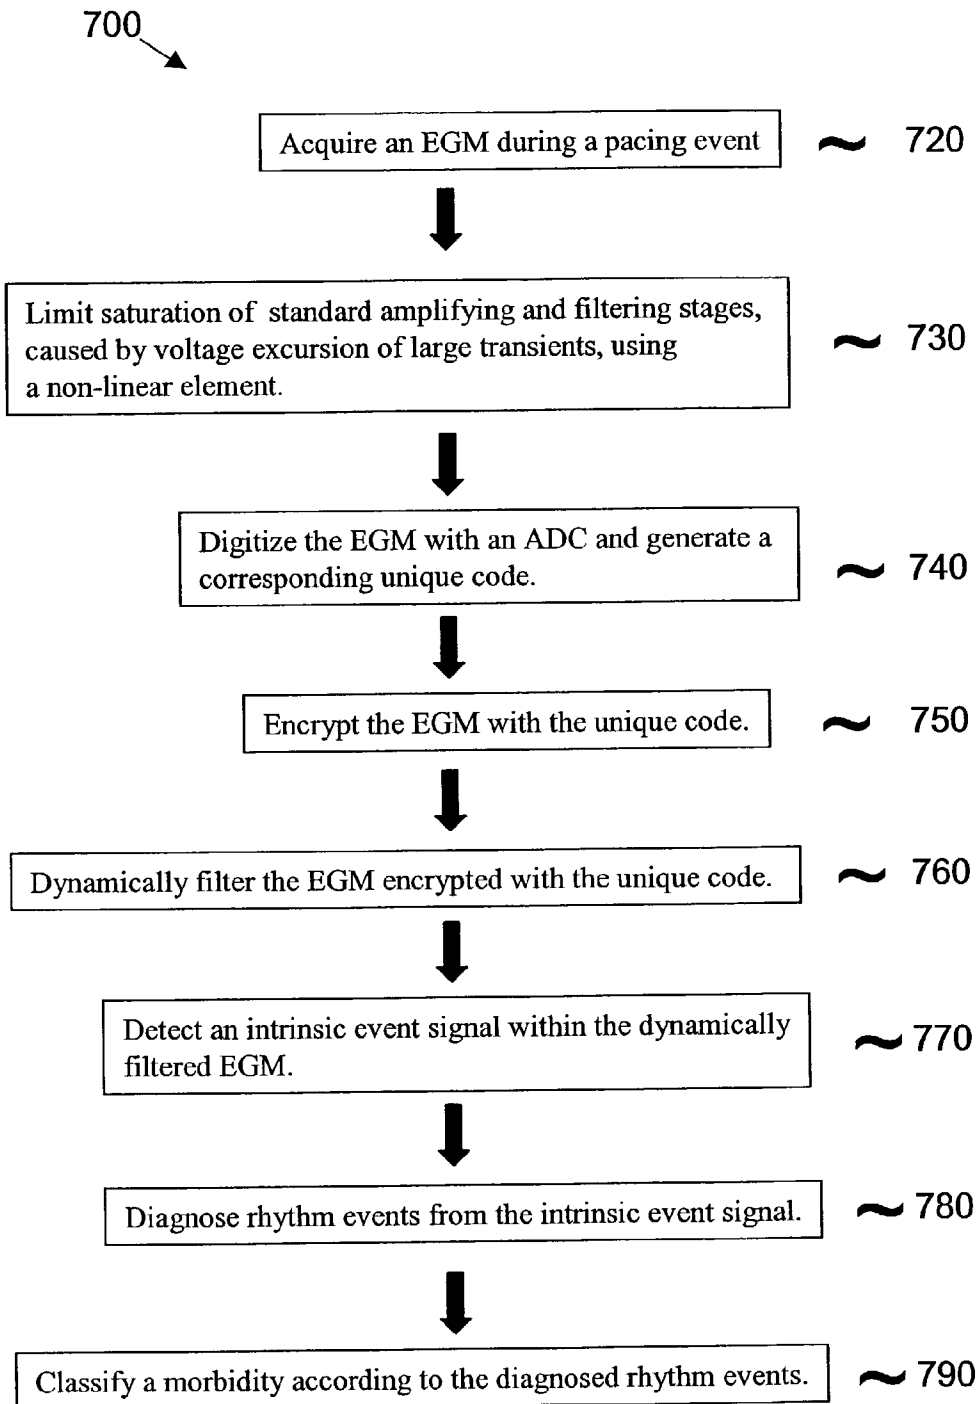 700
Acquire an EGM during a pacing event
720
Limit saturation of standard amplifying and filtering stages,
caused by voltage excursion of large transients, using
a non-linear element.
730
Digitize the EGM with an ADC and generate a
corresponding unique code.
740
Encrypt the EGM with the unique code.
750
Dynamically filter the EGM encrypted with the unique code.
760
Detect an intrinsic event signal within the dynamically
filtered EGM.
770
Diagnose rhythm events from the intrinsic event signal.
780
Classify a morbidity according to the diagnosed rhythm events.
790